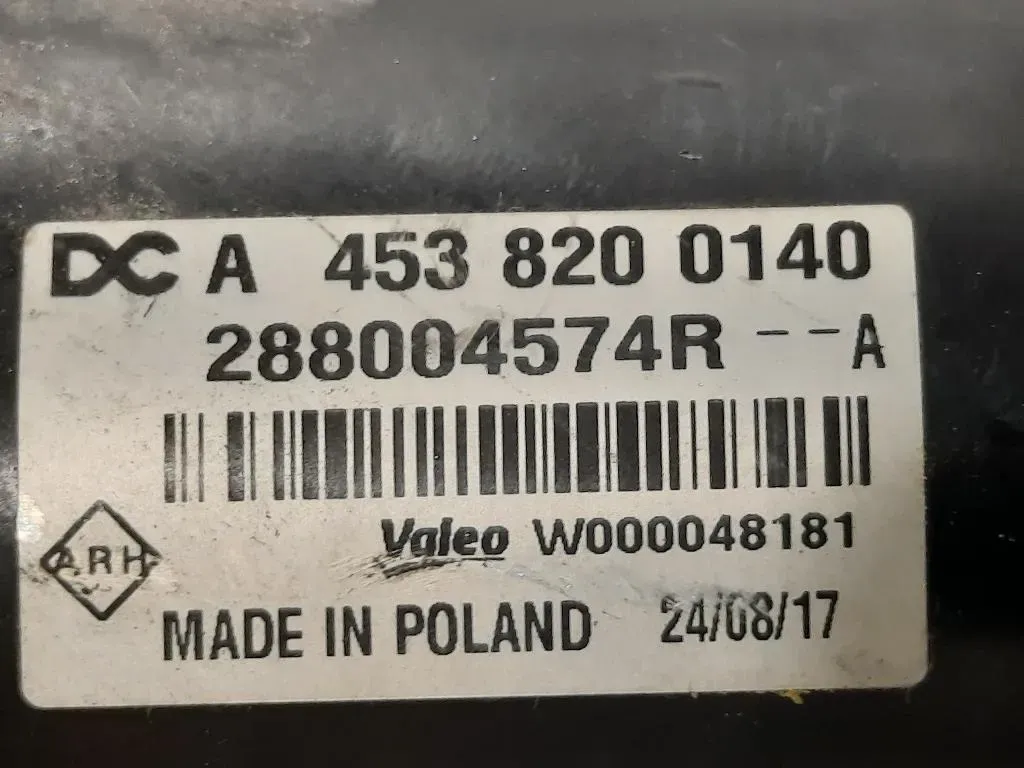 DC A 453 820 0140
288004574R --A
Valeo W000048181
ARH
MADE IN POLAND 24/08/17